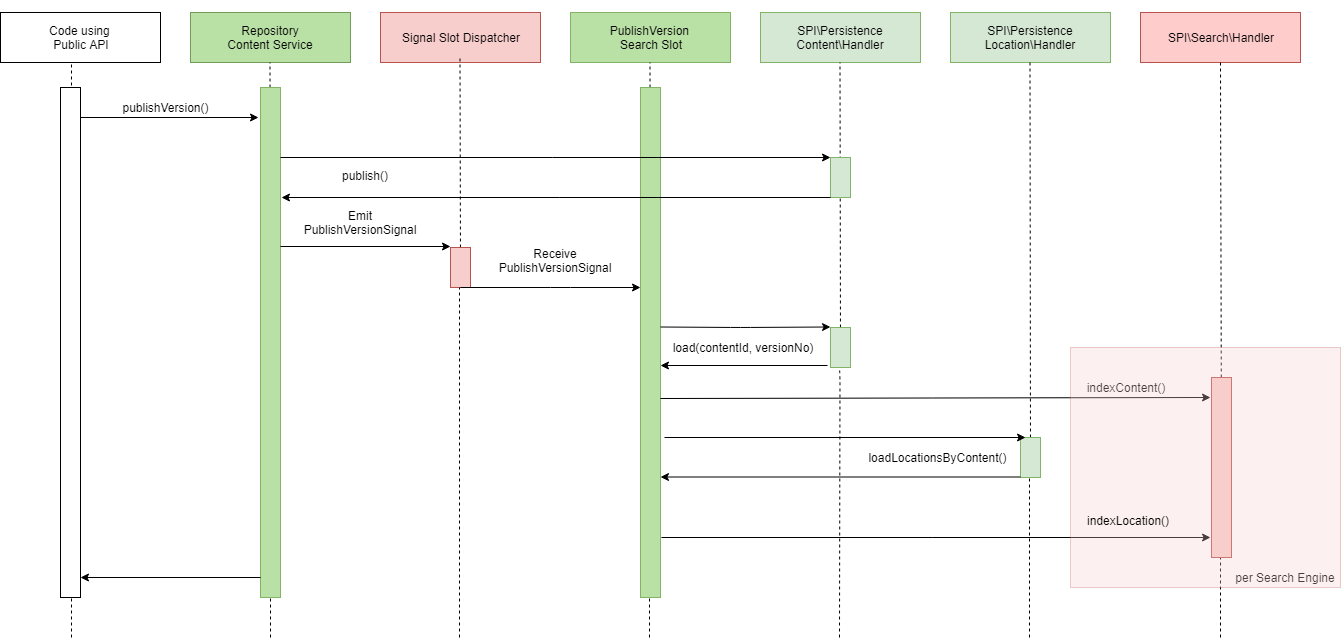 Code using
Public API
Repository
Content Service
Signal Slot Dispatcher
PublishVersion
Search Slot
SPI\Persistence
Content\Handler
SPI\Persistence
Location\Handler
SPI\Search\Handler
publishVersion()
publish()
Emit
PublishVersionSignal
Receive
PublishVersionSignal
load(contentId, versionNo)
indexContent()
loadLocationsByContent()
indexLocation()
per Search Engine